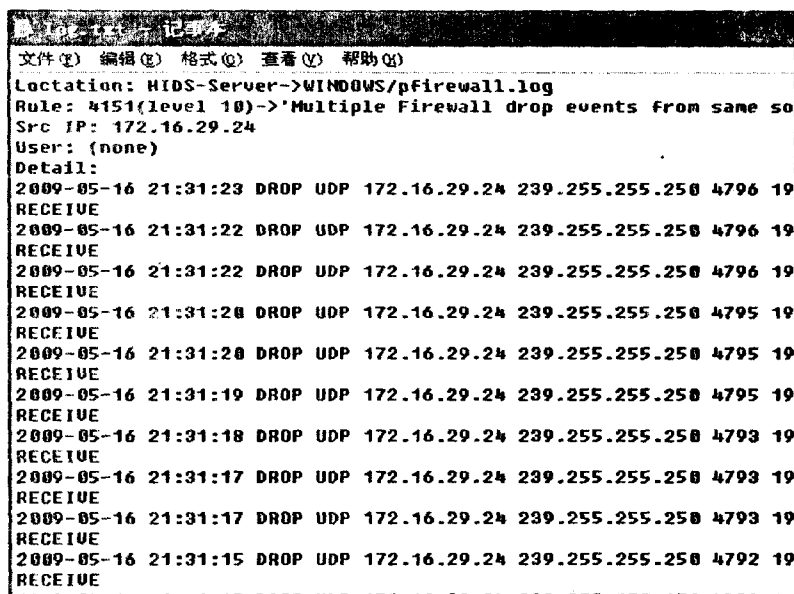 log.txt - 记事本
文件(F) 编辑(E) 格式(O) 查看(V) 帮助(H)
Loctation: HIDS-Server->WINDOWS/pfirewall.log
Rule: 4151(level 10)->'Multiple Firewall drop events from same so
Src IP: 172.16.29.24
User: (none)
Detail:
2009-05-16 21:31:23 DROP UDP 172.16.29.24 239.255.255.250 4796 19
RECEIVE
2009-05-16 21:31:22 DROP UDP 172.16.29.24 239.255.255.250 4796 19
RECEIVE
2009-05-16 21:31:22 DROP UDP 172.16.29.24 239.255.255.250 4796 19
RECEIVE
2009-05-16 21:31:20 DROP UDP 172.16.29.24 239.255.255.250 4795 19
RECEIVE
2009-05-16 21:31:20 DROP UDP 172.16.29.24 239.255.255.250 4795 19
RECEIVE
2009-05-16 21:31:19 DROP UDP 172.16.29.24 239.255.255.250 4795 19
RECEIVE
2009-05-16 21:31:18 DROP UDP 172.16.29.24 239.255.255.250 4793 19
RECEIVE
2009-05-16 21:31:17 DROP UDP 172.16.29.24 239.255.255.250 4793 19
RECEIVE
2009-05-16 21:31:17 DROP UDP 172.16.29.24 239.255.255.250 4793 19
RECEIVE
2009-05-16 21:31:15 DROP UDP 172.16.29.24 239.255.255.250 4792 19
RECEIVE